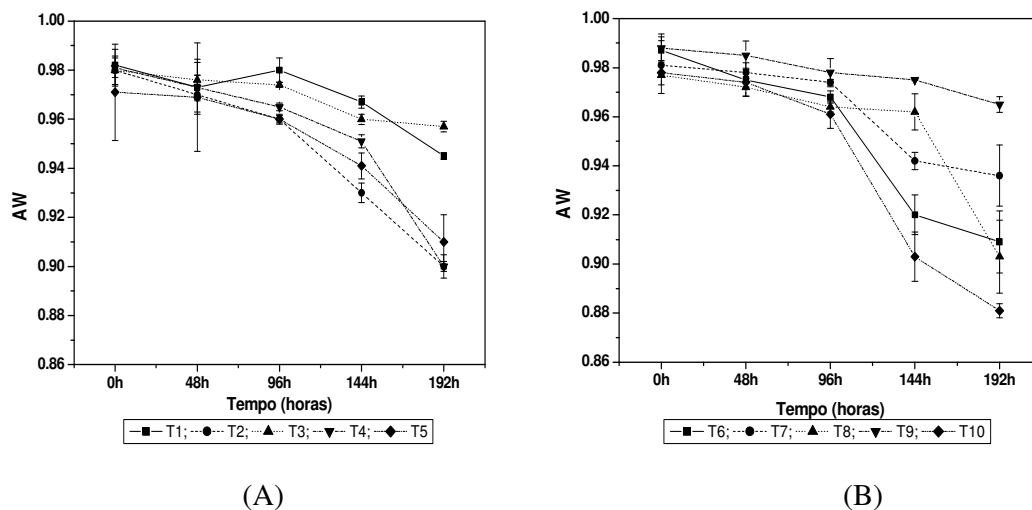 1.00
0.98
0.96
0.94
0.92
0.90
0.88
0.86
AW
0h 48h 96h 144h 192h
Tempo (horas)
T1; T2; T3; T4; T5
(A)
1.00
0.98
0.96
0.94
0.92
0.90
0.88
0.86
AW
0h 48h 96h 144h 192h
Tempo (horas)
T6; T7; T8; T9; T10
(B)